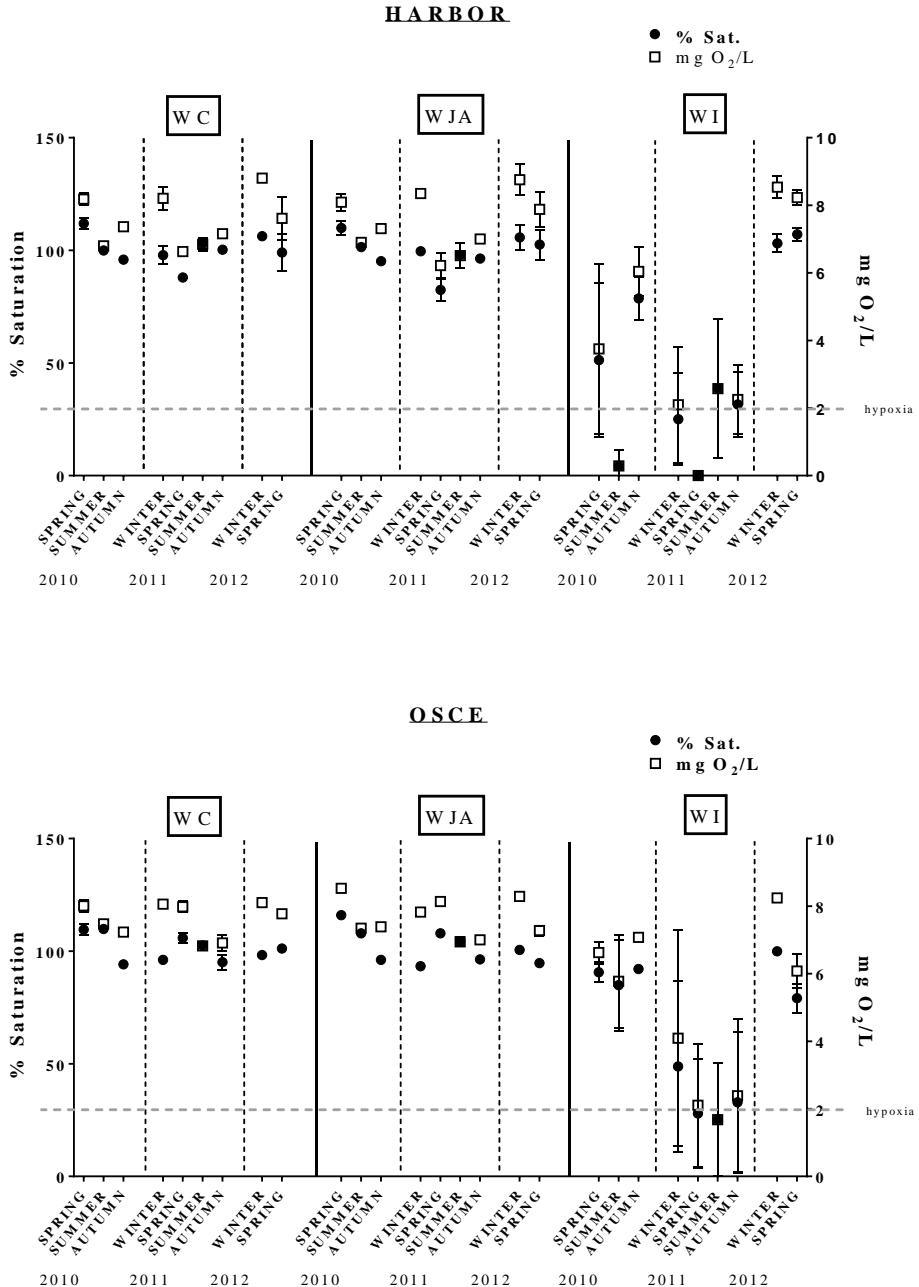 HARBOR
% Sat.
mg O2/L
WC
WJA
WI
150
100
50
0
% Saturation
10
8
6
4
2
0
mg O2/L
hypoxia
SPRING SUMMER AUTUMN WINTER SPRING SUMMER AUTUMN WINTER SPRING SPRING SUMMER AUTUMN WINTER SPRING SUMMER AUTUMN WINTER SPRING SPRING SUMMER AUTUMN WINTER SPRING SUMMER AUTUMN WINTER SPRING
2010 2011 2012 2010 2011 2012 2010 2011 2012
OSCE
% Sat.
mg O2/L
WC
WJA
WI
150
100
50
0
% Saturation
10
8
6
4
2
0
mg O2/L
hypoxia
SPRING SUMMER AUTUMN WINTER SPRING SUMMER AUTUMN WINTER SPRING SPRING SUMMER AUTUMN WINTER SPRING SUMMER AUTUMN WINTER SPRING SPRING SUMMER AUTUMN WINTER SPRING SUMMER AUTUMN WINTER SPRING
2010 2011 2012 2010 2011 2012 2010 2011 2012